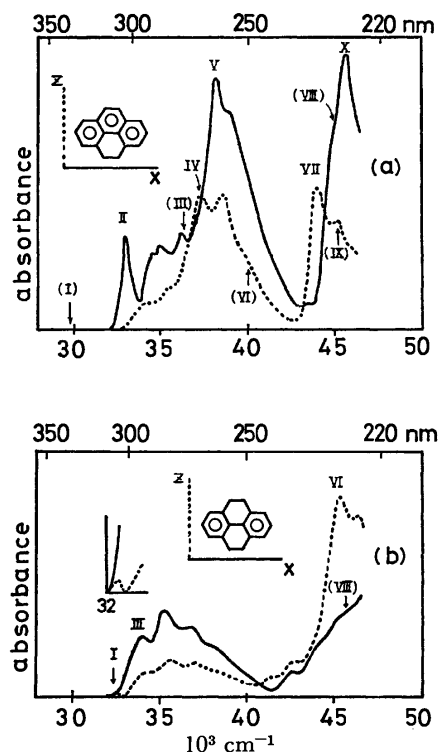 350 300 250 220 nm
absorbance
Z
X
(I)
II
(III)
IV
V
(VI)
VII
(VIII)
(IX)
X
(a)
30 35 40 45 50
350 300 250 220 nm
absorbance
Z
X
32
I
III
VI
(VII)
(b)
30 35 40 45 50
10³ cm⁻¹